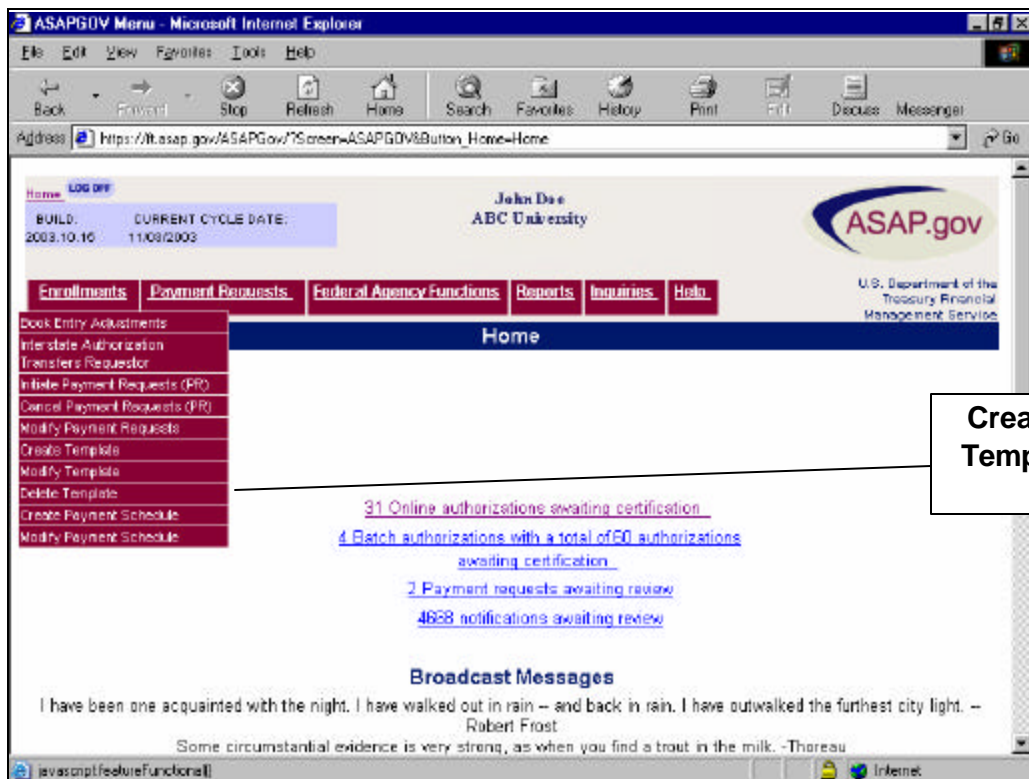 ASAPGOV Menu - Microsoft Internet Explorer
File Edit View Favorites Tools Help
Back Forward Stop Refresh Home Search Favorites History Print Edit Discuss Messenger
Address https://ft.asap.gov/ASAPGov/?Screen=ASAPGOV&Button_Home=Home Go
Home LOG OFF
BUILD: CURRENT CYCLE DATE:
2003.10.16 11/03/2003
John Doe
ABC University
ASAP.gov
U.S. Department of the
Treasury Financial
Management Service
Enrollments Payment Requests Federal Agency Functions Reports Inquiries Help
Home
Book Entry Adjustments
Interstate Authorization
Transfers Requestor
Initiate Payment Requests (PR)
Cancel Payment Requests (PR)
Modify Payment Requests
Create Template
Modify Template
Delete Template
Create Payment Schedule
Modify Payment Schedule
Crea
Temp
31 Online authorizations awaiting certification
4 Batch authorizations with a total of 60 authorizations
awaiting certification
2 Payment requests awaiting review
4668 notifications awaiting review
Broadcast Messages
I have been one acquainted with the night. I have walked out in rain -- and back in rain. I have outwalked the furthest city light. --
Robert Frost
Some circumstantial evidence is very strong, as when you find a trout in the milk. -Thoreau
javascript:featureFunctional() Internet